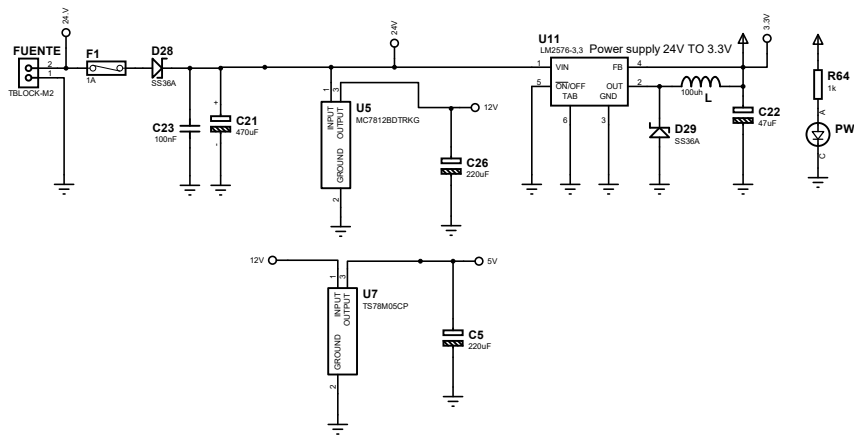 24.V
FUENTE
2
1
TBLOCK-M2
F1
1A
D28
SS36A
C23
100nF
+
C21
470uF
-
24V
1
3
INPUT
OUTPUT
GROUND
2
U5
MC7812BDTRKG
12V
C26
220uF
U11
LM2576-3,3
Power supply 24V TO 3.3V
1
VIN
FB
4
5
ON/OFF
OUT
2
TAB
GND
6
3
100uh
L
D29
SS36A
3.3V
C22
47uF
R64
1k
A
PW
C
12V
1
3
INPUT
OUTPUT
GROUND
2
U7
TS78M05CP
5V
C5
220uF